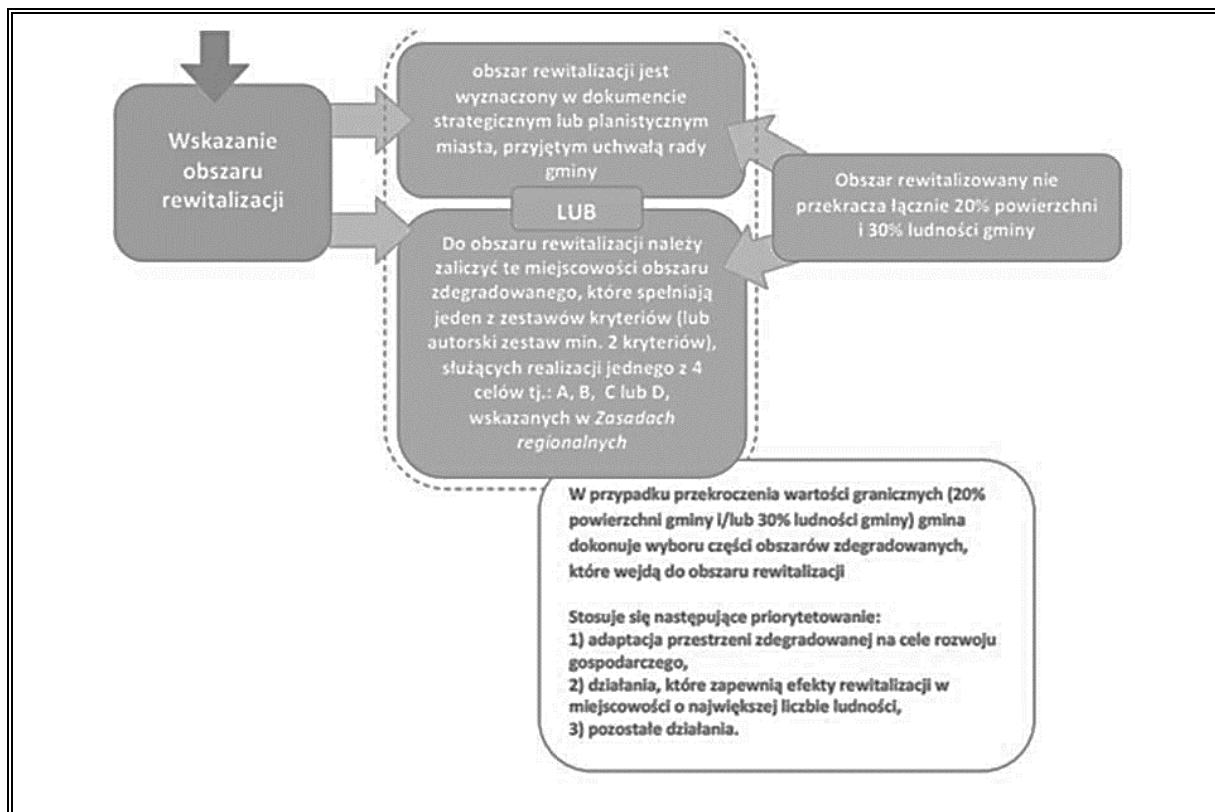 Wskazanie
obszaru
rewitalizacji
obszar rewitalizacji jest
wyznaczony w dokumencie
strategicznym lub planistycznym
miasta, przyjętym uchwałą rady
gminy
LUB
Do obszaru rewitalizacji należy
zaliczyć te miejscowości obszaru
zdegradowanego, które spełniają
jeden z zestawów kryteriów (lub
autorski zestaw min. 2 kryteriów),
służących realizacji jednego z 4
celów tj.: A, B, C lub D,
wskazanych w Zasadach
regionalnych
Obszar rewitalizowany nie
przekracza łącznie 20% powierzchni
i 30% ludności gminy
W przypadku przekroczenia wartości granicznych (20%
powierzchni gminy i/lub 30% ludności gminy) gmina
dokonuje wyboru części obszarów zdegradowanych,
które wejdą do obszaru rewitalizacji
Stosuje się następujące priorytetowanie:
1) adaptacja przestrzeni zdegradowanej na cele rozwoju
gospodarczego,
2) działania, które zapewnią efekty rewitalizacji w
miejscowości o największej liczbie ludności,
3) pozostałe działania.